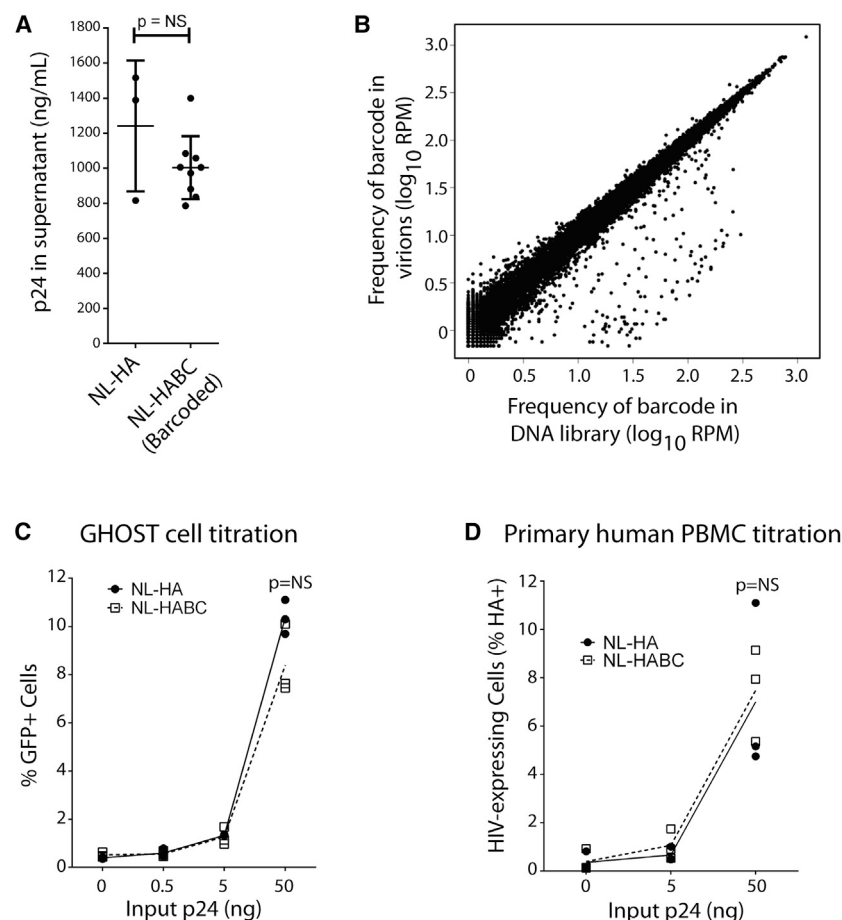 A
p = NS
1800
1600
1400
1200
1000
800
600
400
200
0
p24 in supernatant (ng/mL)
NL-HA
NL-HABC
(Barcoded)
B
3.0
2.5
2.0
1.5
1.0
0.5
0
Frequency of barcode in
virions (log10 RPM)
0 0.5 1.0 1.5 2.0 2.5 3.0
Frequency of barcode in
DNA library (log10 RPM)
C GHOST cell titration
12
10
8
6
4
2
0
% GFP+ Cells
NL-HA
NL-HABC
p=NS
0 0.5 5 50
Input p24 (ng)
D Primary human PBMC titration
12
10
8
6
4
2
0
HIV-expressing Cells (% HA+)
NL-HA
NL-HABC
p=NS
0 5 50
Input p24 (ng)